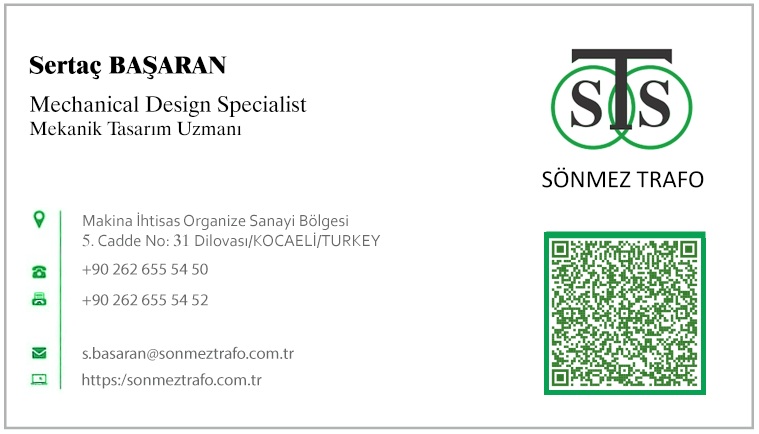 Sertaç BAŞARAN
Mechanical Design Specialist
Mekanik Tasarım Uzmanı
STS
SÖNMEZ TRAFO
Makina İhtisas Organize Sanayi Bölgesi
5. Cadde No: 31 Dilovası/KOCAELİ/TURKEY
+90 262 655 54 50
+90 262 655 54 52
s.basaran@sonmeztrafo.com.tr
https:/sonmeztrafo.com.tr